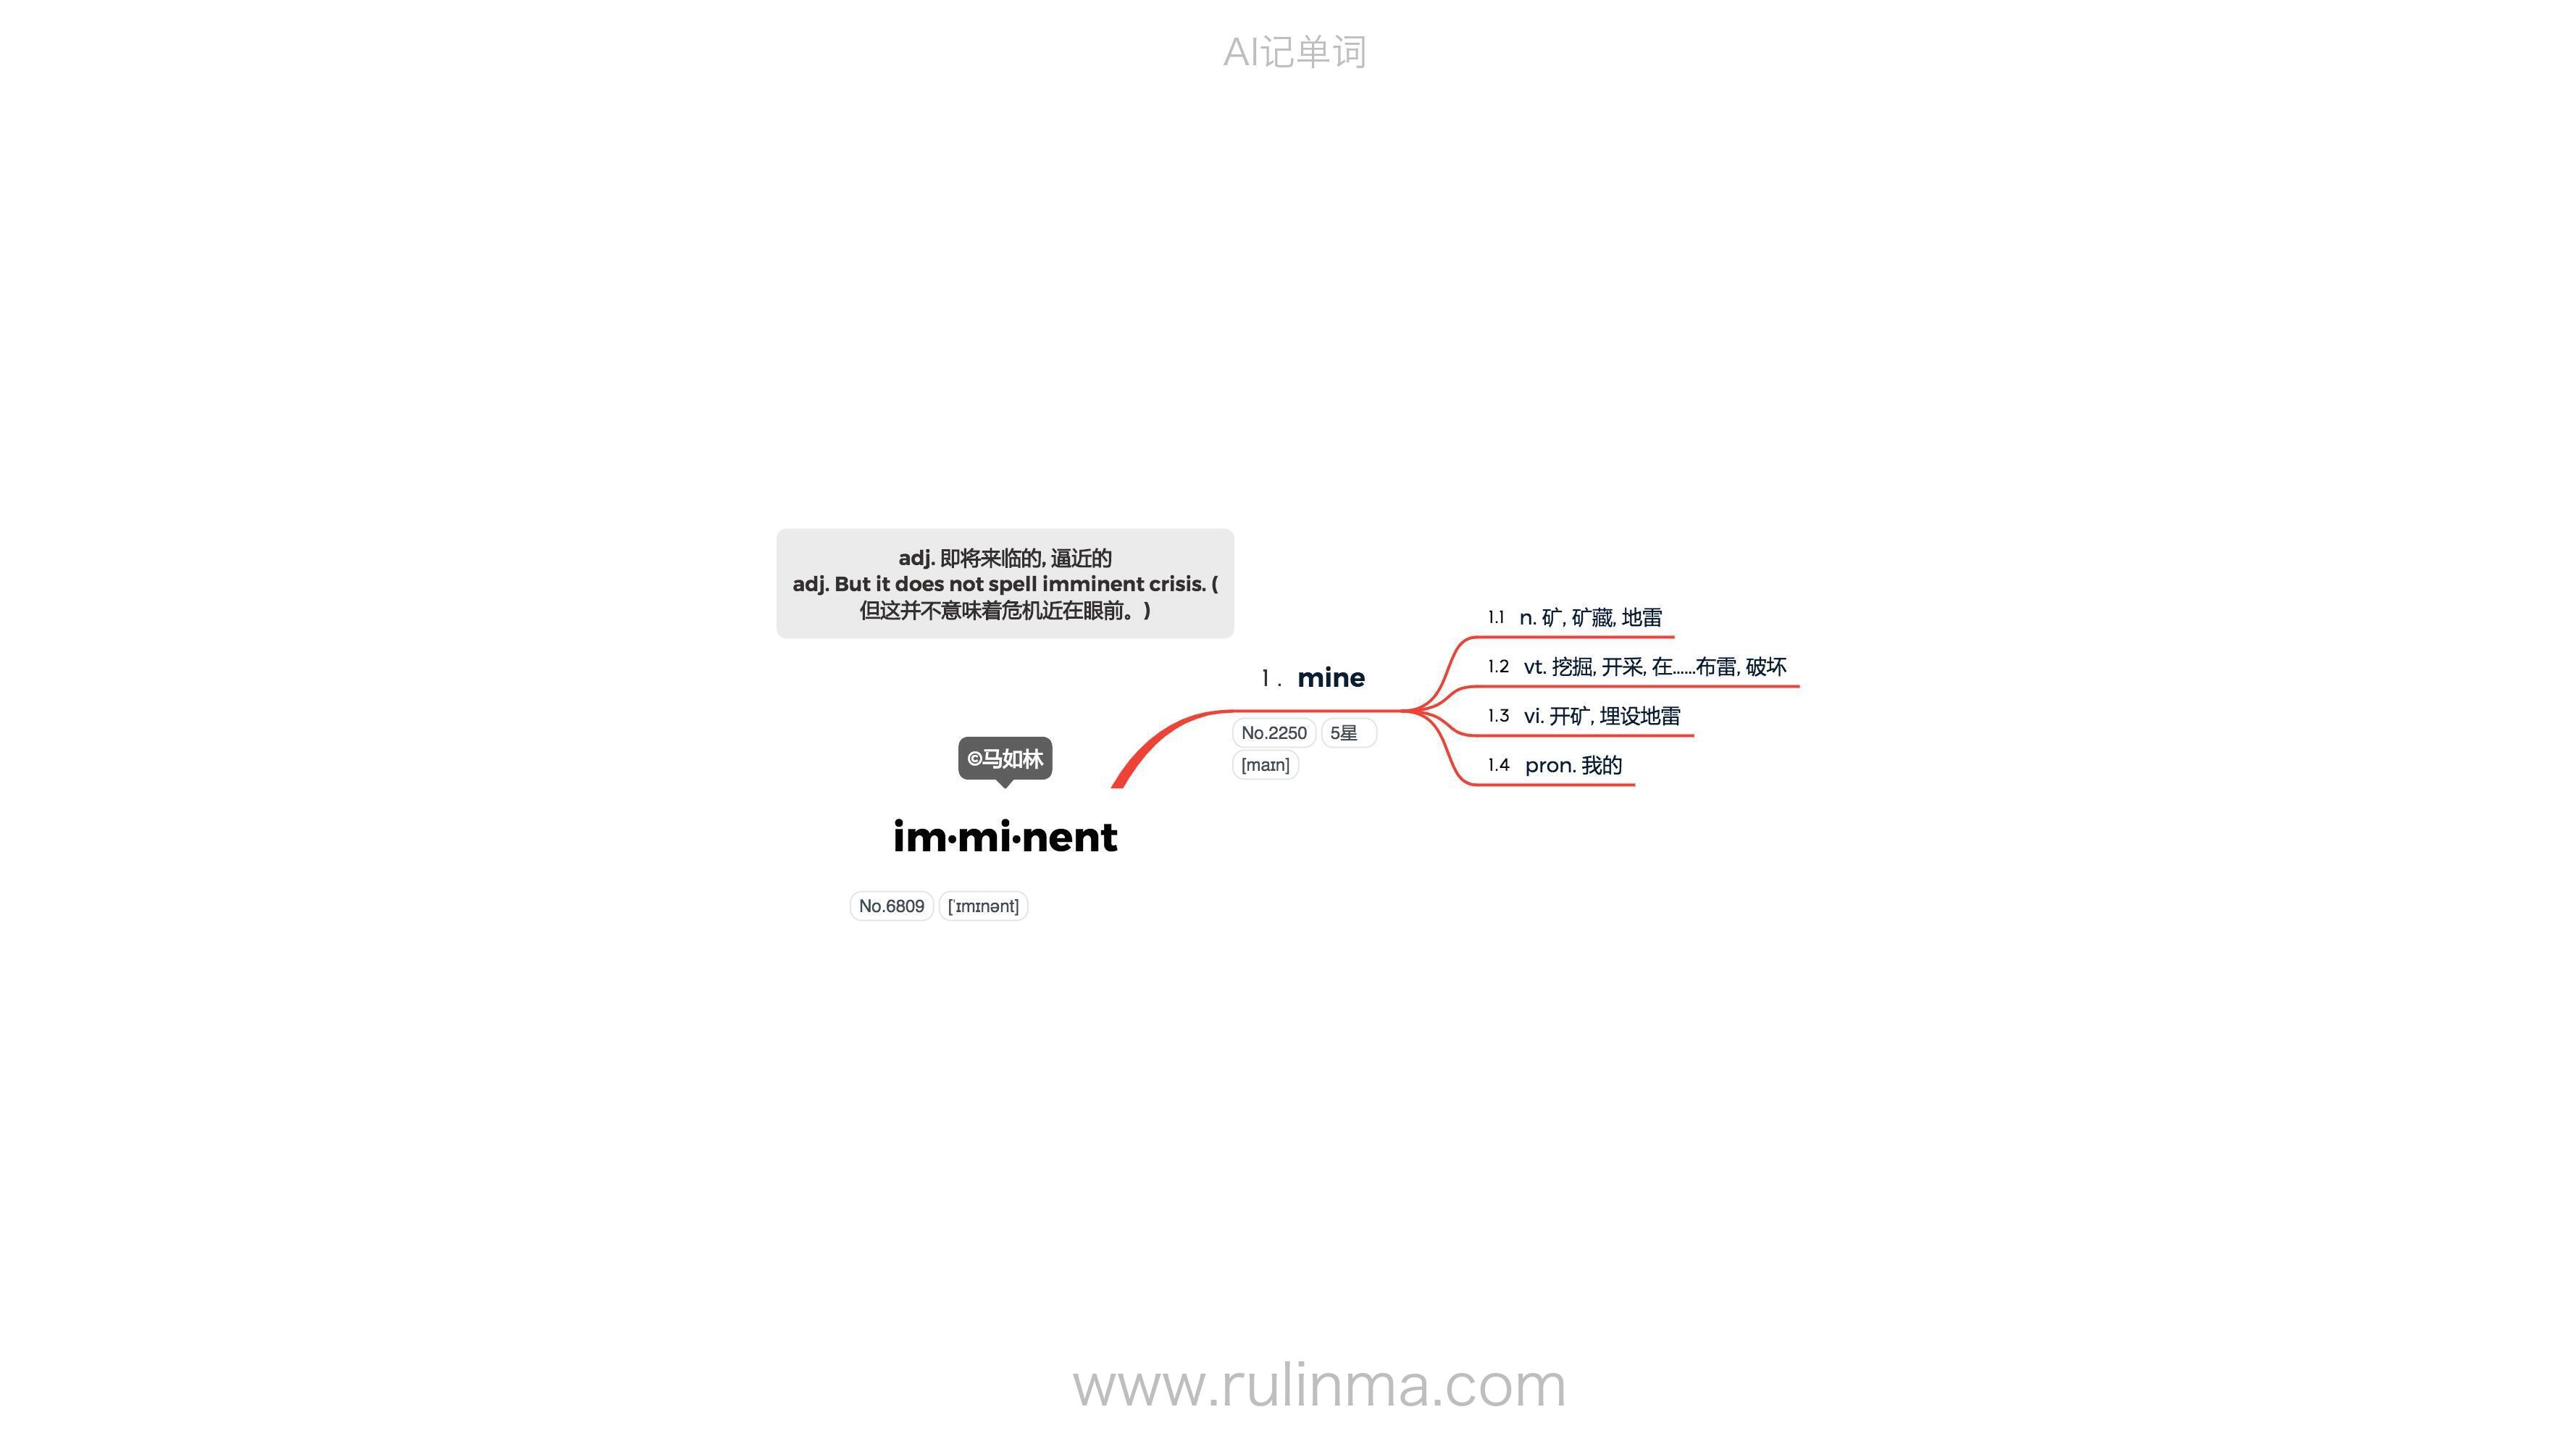 AI记单词
adj. 即将来临的, 逼近的
adj. But it does not spell imminent crisis. (
但这并不意味着危机近在眼前。)
1. mine
No.2250 5星
[maɪn]
1.1 n. 矿, 矿藏, 地雷
1.2 vt. 挖掘, 开采, 在……布雷, 破坏
1.3 vi. 开矿, 埋设地雷
1.4 pron. 我的
©马如林
im·mi·nent
No.6809 [ˈɪmɪnənt]
www.rulinma.com